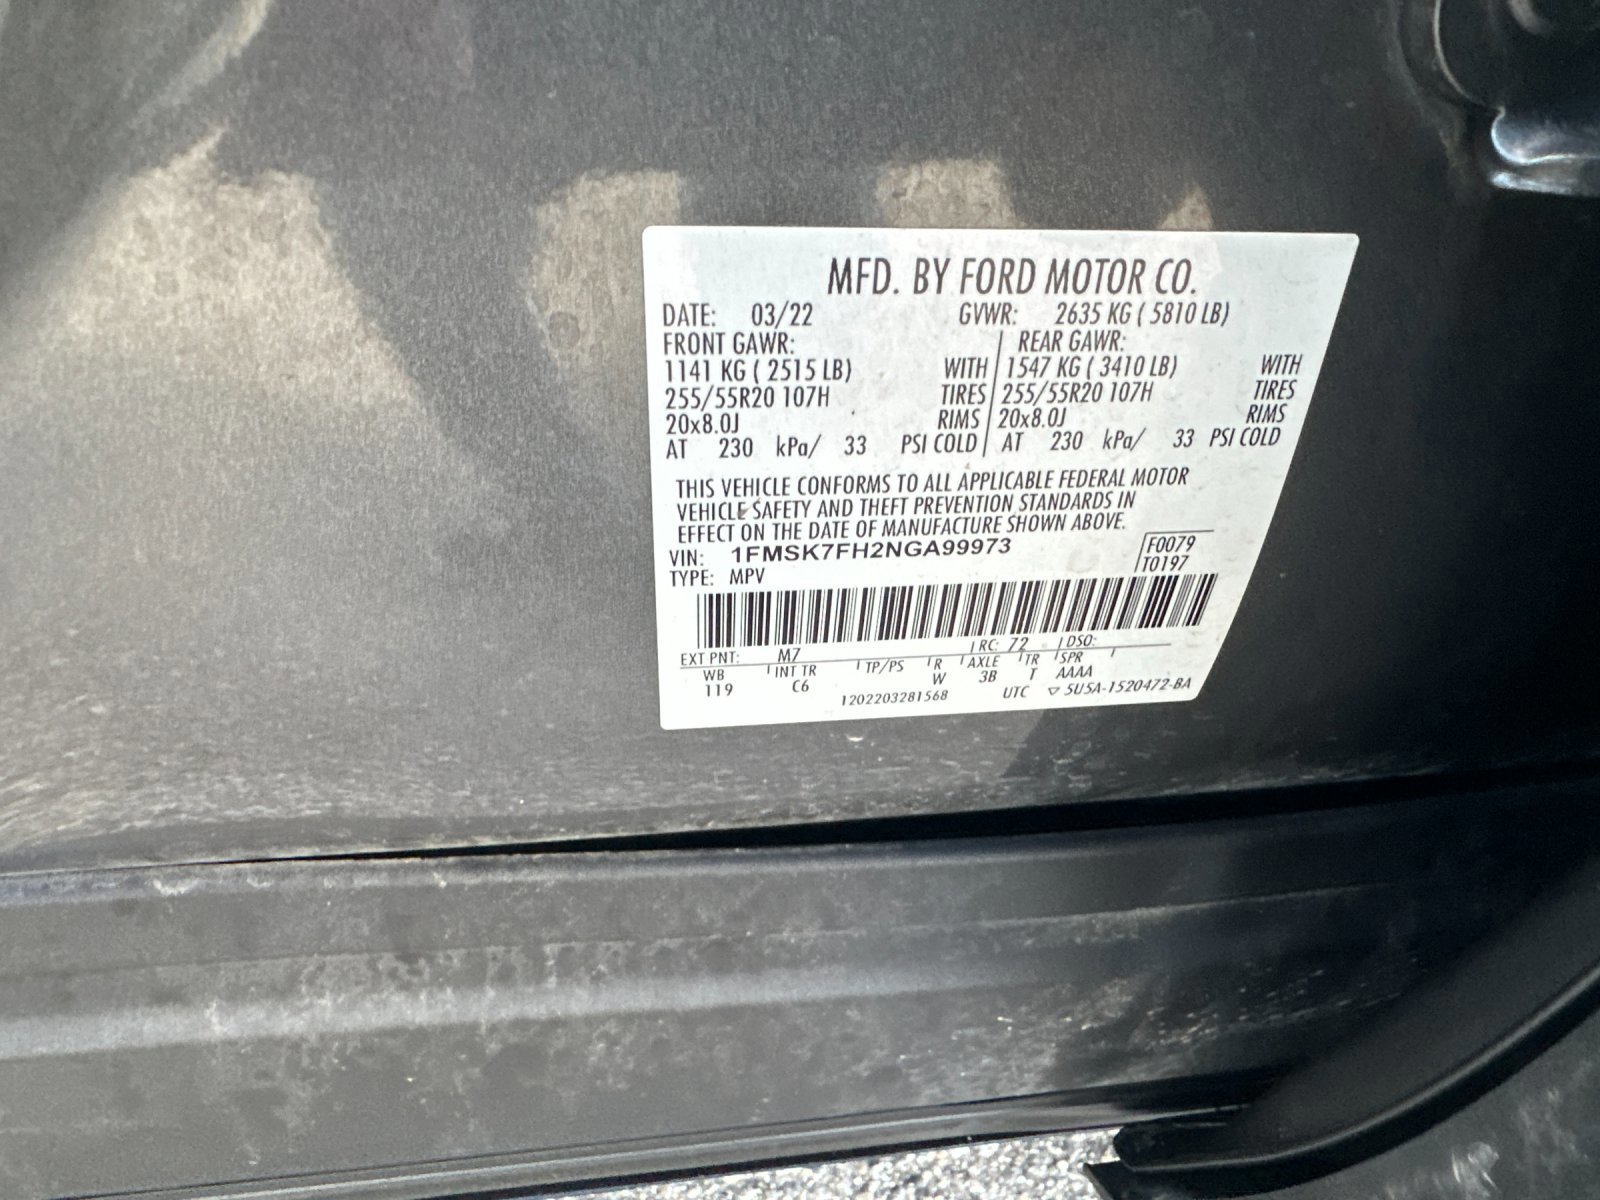 MFD. BY FORD MOTOR CO.
DATE: 03/22 GVWR: 2635 KG ( 5810 LB)
FRONT GAWR: REAR GAWR:
1141 KG ( 2515 LB) WITH 1547 KG ( 3410 LB) WITH
255/55R20 107H TIRES 255/55R20 107H TIRES
20x8.0J RIMS 20x8.0J RIMS
AT 230 kPa/ 33 PSI COLD AT 230 kPa/ 33 PSI COLD
THIS VEHICLE CONFORMS TO ALL APPLICABLE FEDERAL MOTOR
VEHICLE SAFETY AND THEFT PREVENTION STANDARDS IN
EFFECT ON THE DATE OF MANUFACTURE SHOWN ABOVE.
VIN: 1FMSK7FH2NGA99973 F0079
TYPE: MPV T0197
EXT PNT: M7 RC: 72 DSO:
WB INT TR TP/PS R AXLE TR SPR
119 C6 W 3B T AAAA
1202203281568 UTC ▽ 5U5A-1520472-BA